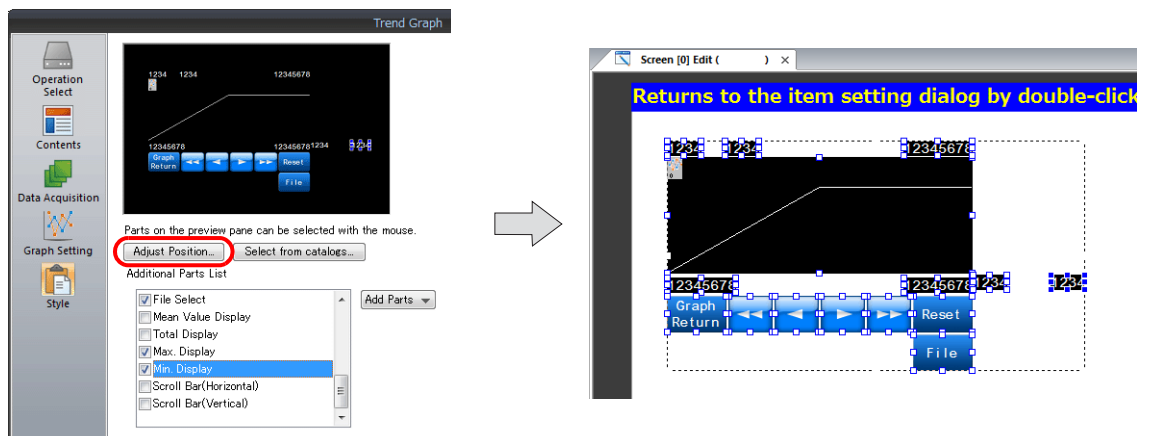 Trend Graph
Operation
Select
Contents
Data Acquisition
Graph Setting
Style
1234 1234 12345678
12345678 12345678 1234 1234
Graph
Return
Reset
File
Parts on the preview pane can be selected with the mouse.
Adjust Position...
Select from catalogs...
Additional Parts List
File Select
Mean Value Display
Total Display
Max. Display
Min. Display
Scroll Bar(Horizontal)
Scroll Bar(Vertical)
Add Parts
Screen [0] Edit ( )
Returns to the item setting dialog by double-click
1234 1234 12345678
12345678 12345678 1234 1234
Graph
Return
Reset
File